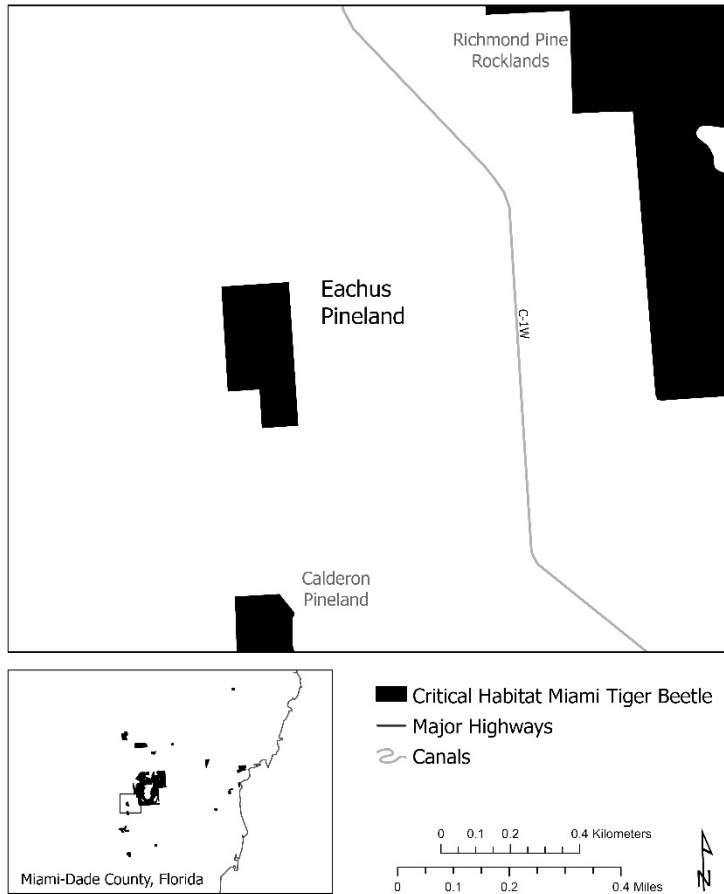 Richmond Pine
Rocklands
Eachus
Pineland
C-1W
Calderon
Pineland
Critical Habitat Miami Tiger Beetle
Major Highways
Canals
Miami-Dade County, Florida
0 0.1 0.2 0.4 Kilometers
0 0.1 0.2 0.4 Miles
N